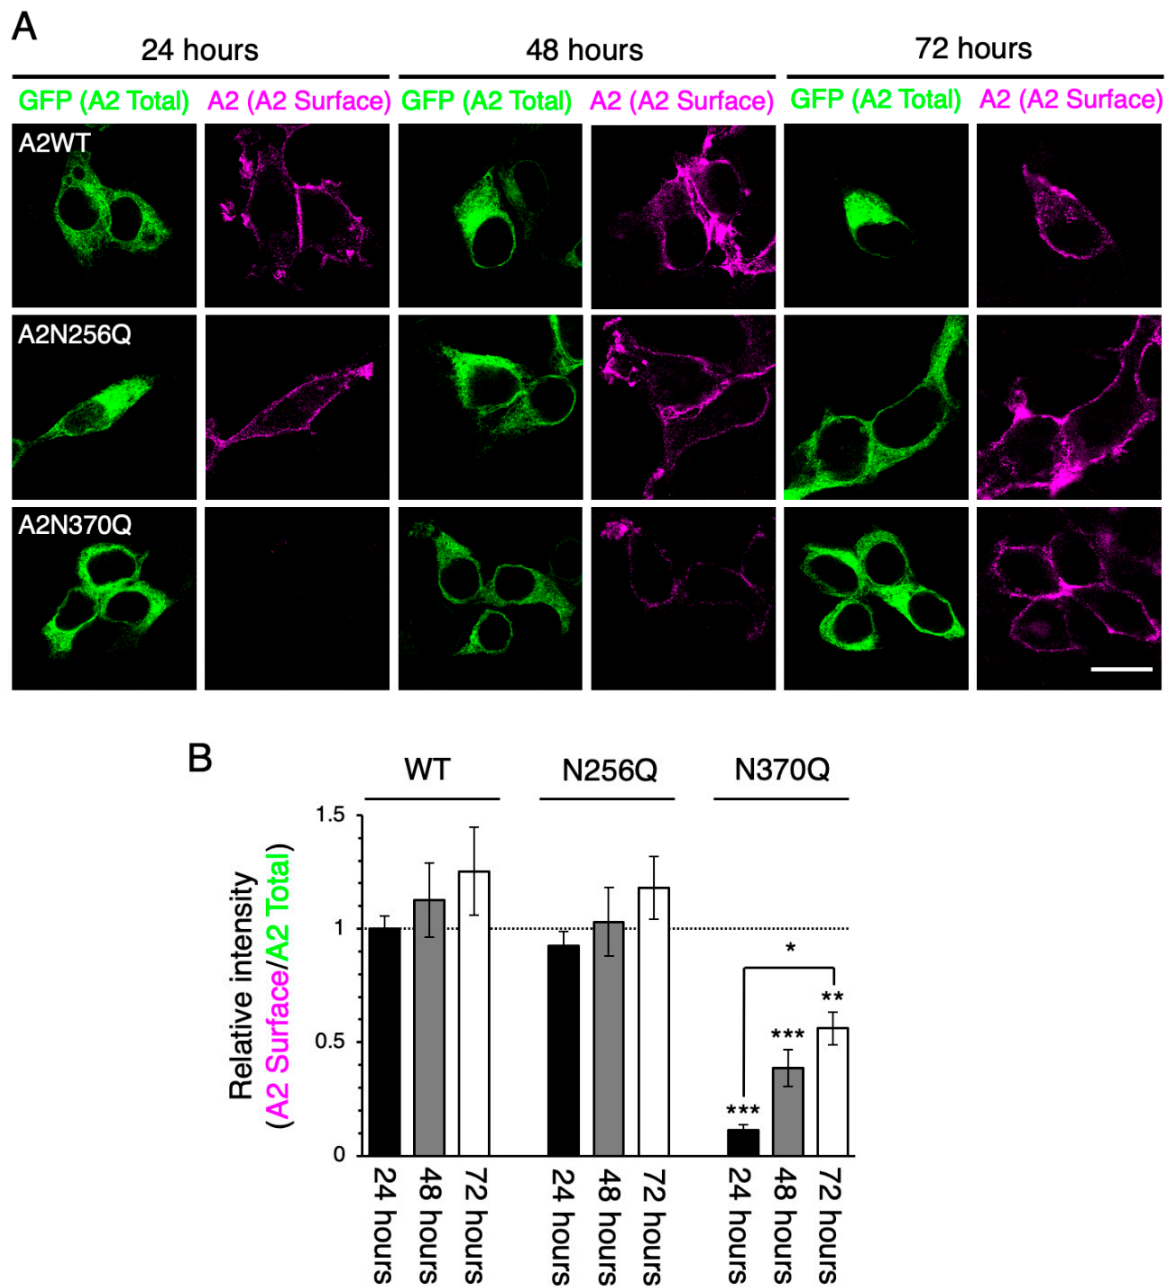 A
24 hours 48 hours 72 hours
GFP (A2 Total) A2 (A2 Surface) GFP (A2 Total) A2 (A2 Surface) GFP (A2 Total) A2 (A2 Surface)
A2WT
A2N256Q
A2N370Q
B
WT N256Q N370Q
Relative intensity
(A2 Surface/A2 Total)
1.5
1
0.5
0
*
***
***
**
24 hours
48 hours
72 hours
24 hours
48 hours
72 hours
24 hours
48 hours
72 hours